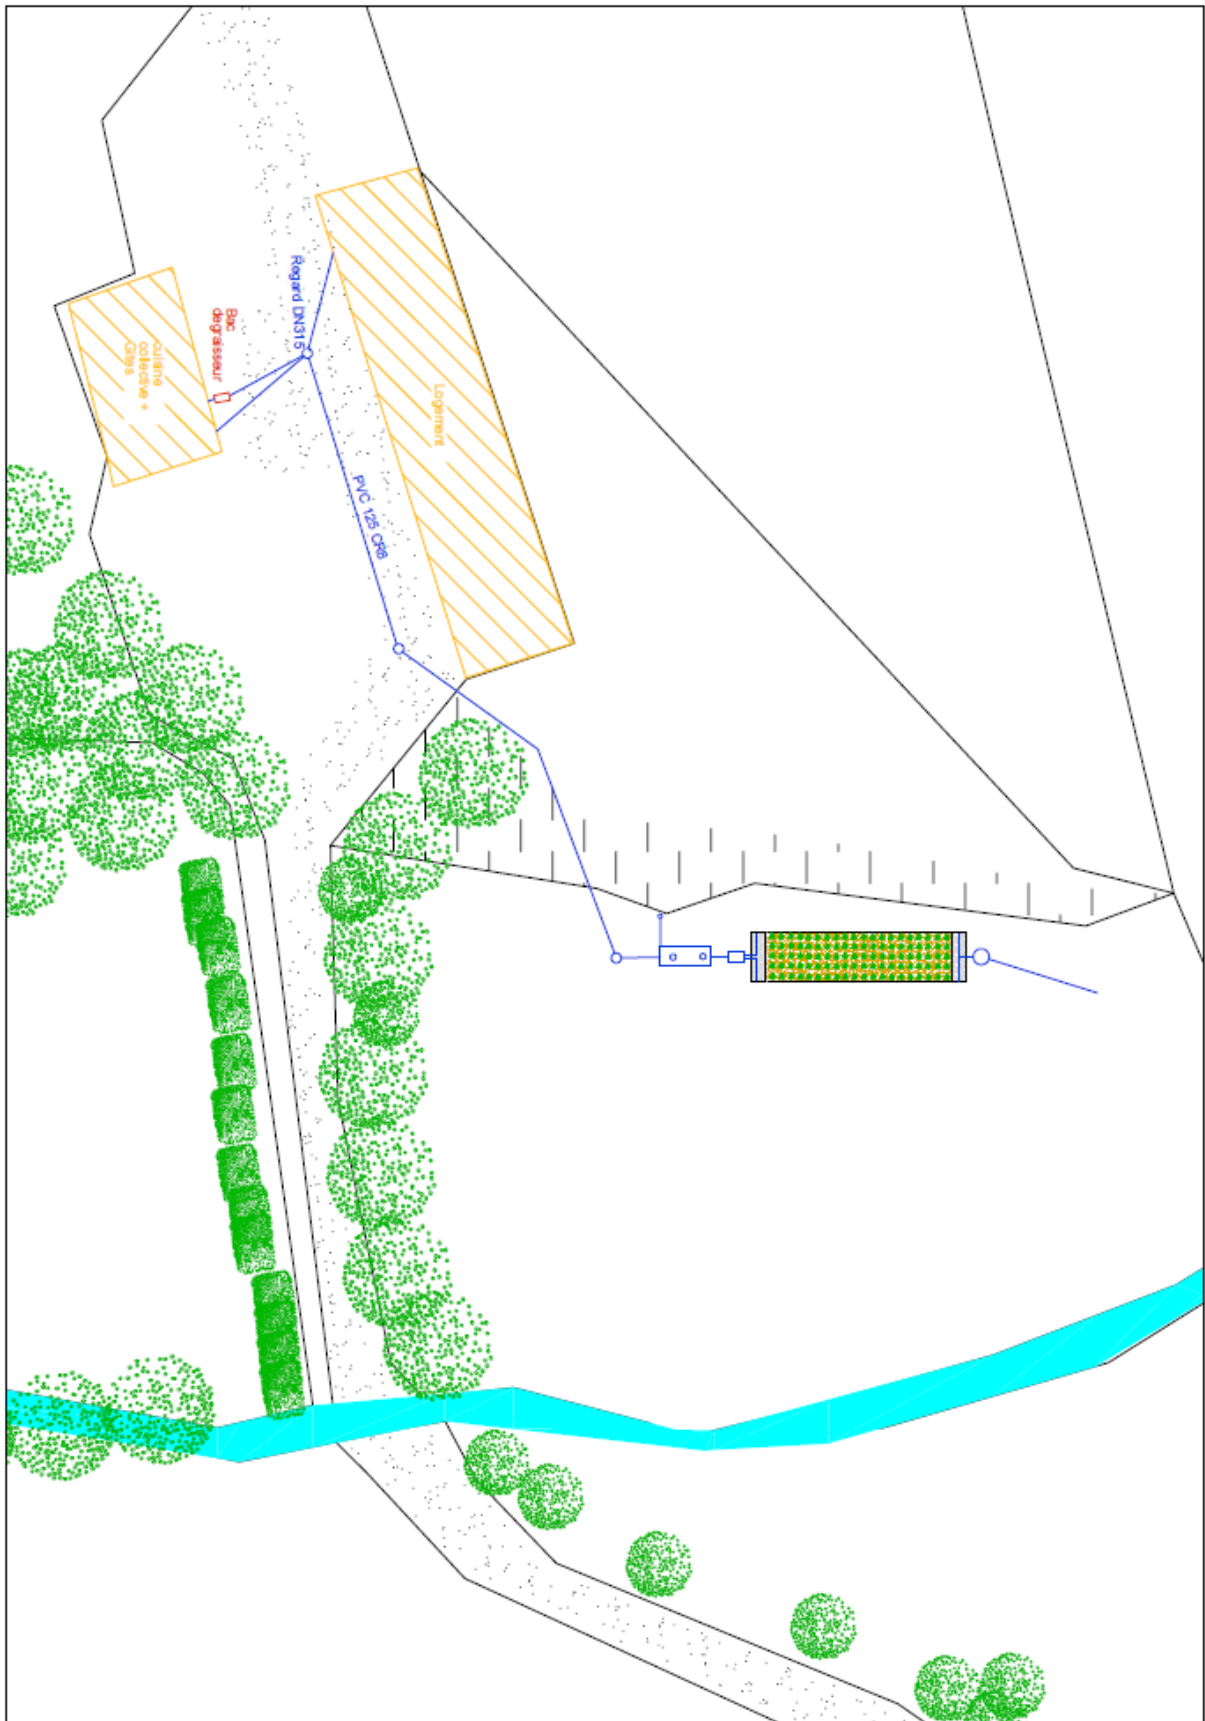 Regard DN315
Bac
dégraisseur
cuisine
collective +
Gîtes
Logement
PVC 125 CR8